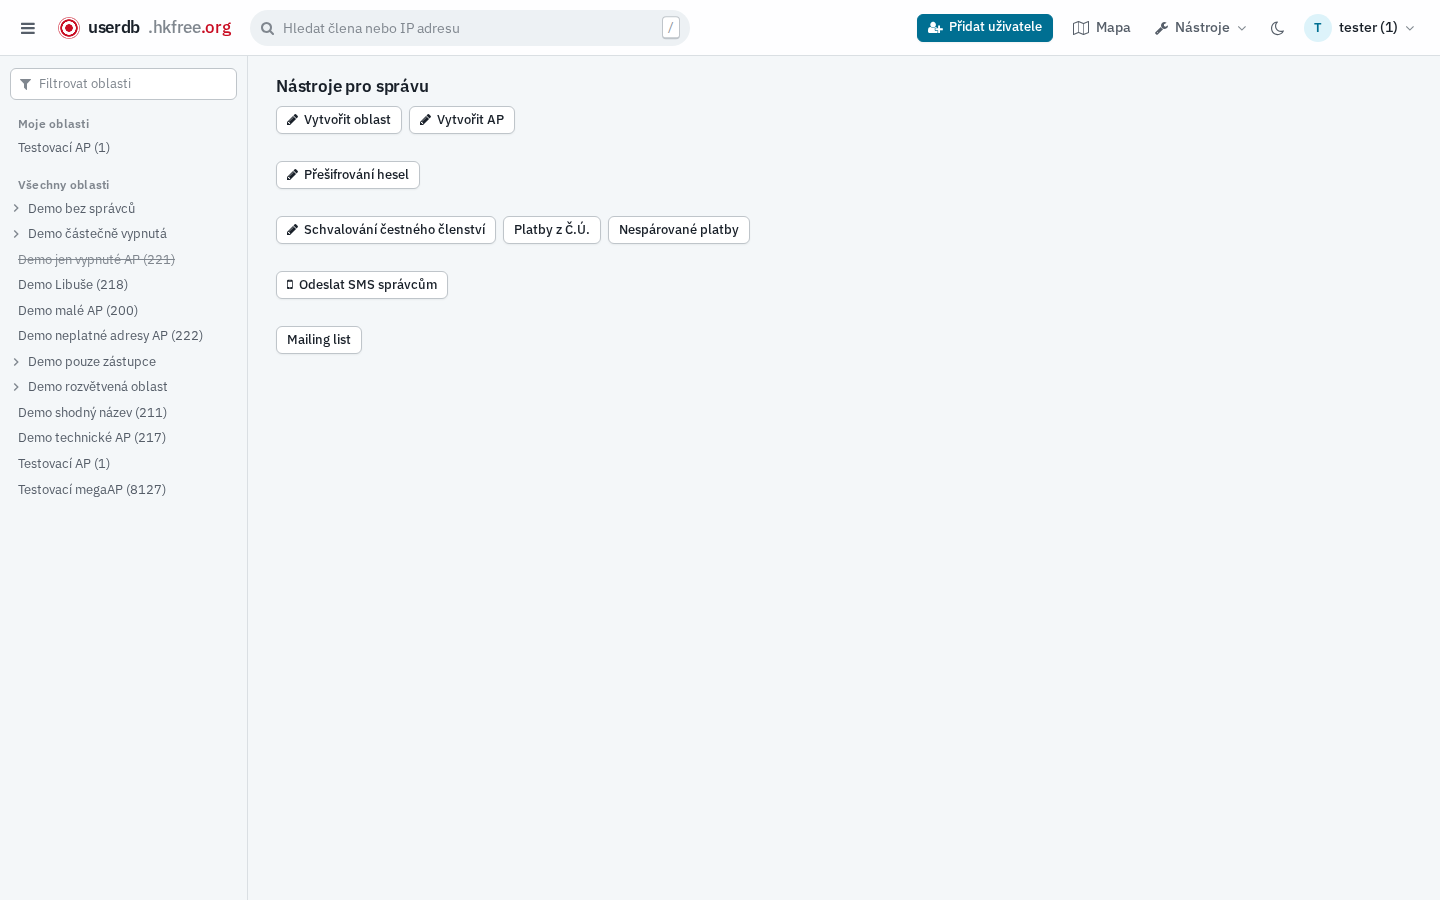 userdb .hkfree.org
Hledat člena nebo IP adresu /
Přidat uživatele
Mapa
Nástroje
T tester (1)
Filtrovat oblasti
Moje oblasti
Testovací AP (1)
Všechny oblasti
Demo bez správců
Demo částečně vypnutá
Demo jen vypnuté AP (221)
Demo Libuše (218)
Demo malé AP (200)
Demo neplatné adresy AP (222)
Demo pouze zástupce
Demo rozvětvená oblast
Demo shodný název (211)
Demo technické AP (217)
Testovací AP (1)
Testovací megaAP (8127)
Nástroje pro správu
Vytvořit oblast Vytvořit AP
Přešifrování hesel
Schvalování čestného členství Platby z Č.Ú. Nespárované platby
Odeslat SMS správcům
Mailing list